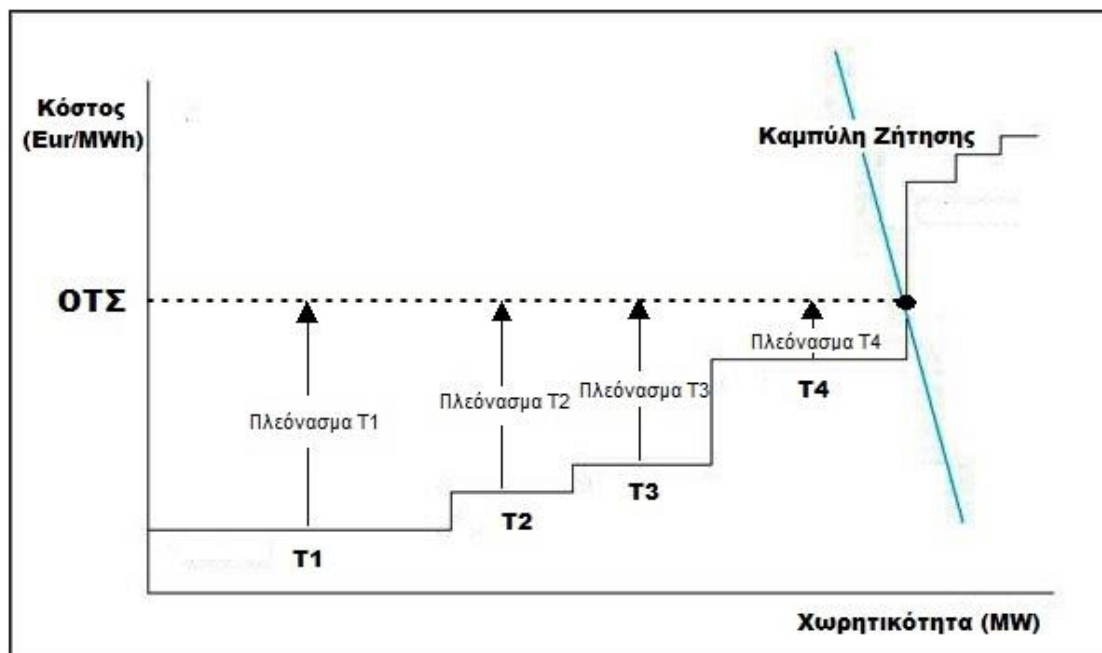 Κόστος
(Eur/MWh)
Καμπύλη Ζήτησης
ΟΤΣ
Πλεόνασμα Τ4
Πλεόνασμα Τ3
Πλεόνασμα Τ2
Πλεόνασμα Τ1
Τ4
Τ3
Τ2
Τ1
Χωρητικότητα (MW)